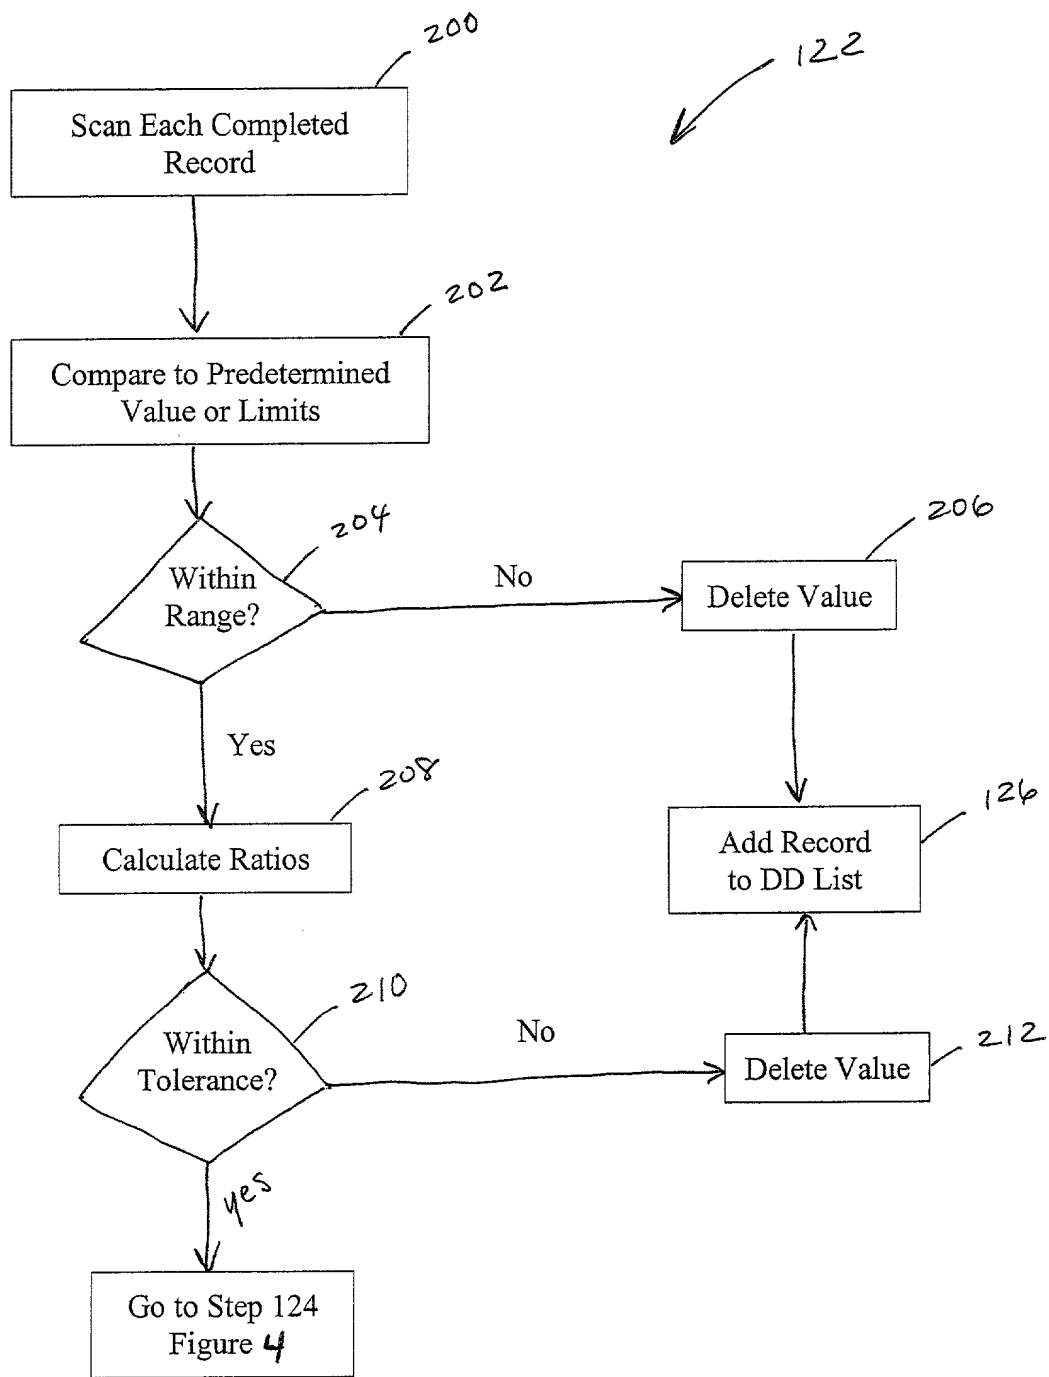 200
122
Scan Each Completed
Record
202
Compare to Predetermined
Value or Limits
204
Within
Range?
No
206
Delete Value
Yes
208
Calculate Ratios
126
Add Record
to DD List
210
Within
Tolerance?
No
Delete Value
212
yes
Go to Step 124
Figure 4